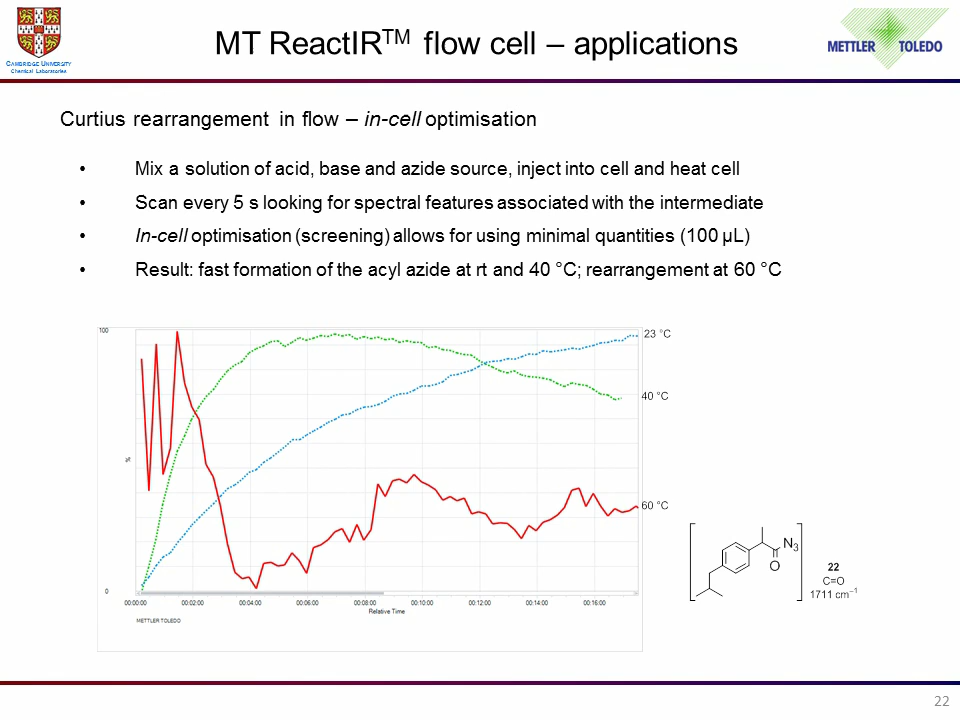 MT ReactIR™ flow cell – applications
CAMBRIDGE UNIVERSITY
Chemical Laboratories
METTLER TOLEDO
Curtius rearrangement in flow – in-cell optimisation
• Mix a solution of acid, base and azide source, inject into cell and heat cell
• Scan every 5 s looking for spectral features associated with the intermediate
• In-cell optimisation (screening) allows for using minimal quantities (100 µL)
• Result: fast formation of the acyl azide at rt and 40 °C; rearrangement at 60 °C
100
%
0
23 °C
40 °C
60 °C
00:00:00 00:02:00 00:04:00 00:06:00 00:08:00 00:10:00 00:12:00 00:14:00 00:16:00
Relative Time
METTLER TOLEDO
N₃
O
22
C=O
1711 cm⁻¹
22